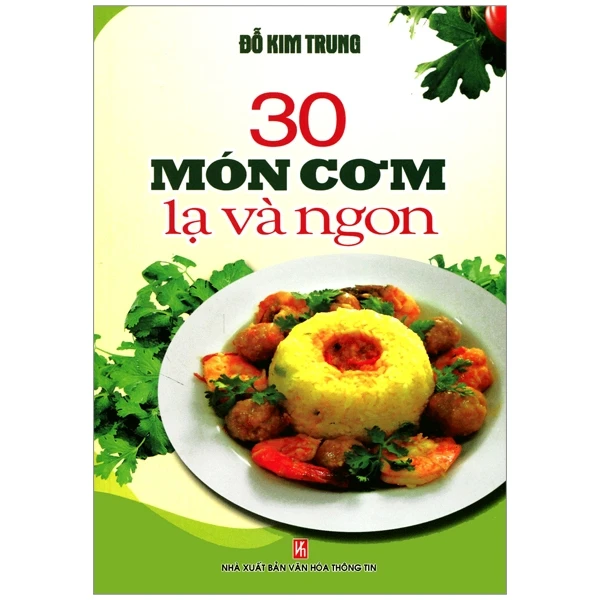 ĐỖ KIM TRUNG
30
MÓN CƠM
lạ và ngon
NHÀ XUẤT BẢN VĂN HÓA THÔNG TIN